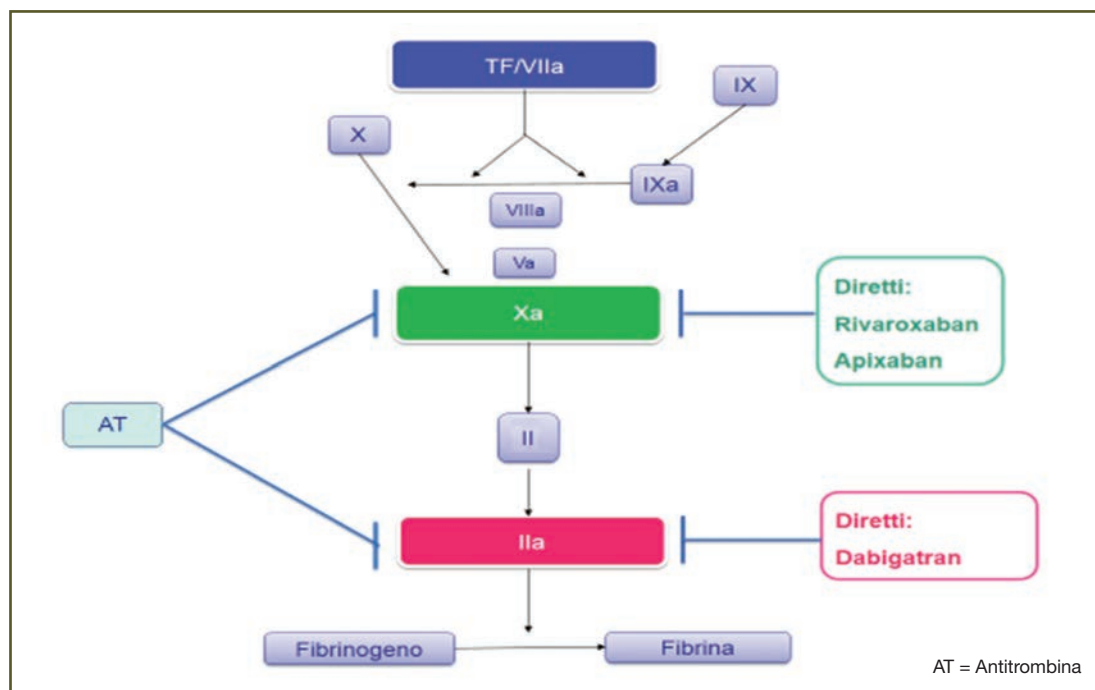 TF/VIIa
IX
X
IXa
VIIIa
Va
Xa
Diretti:
Rivaroxaban
Apixaban
AT
II
IIa
Diretti:
Dabigatran
Fibrinogeno
Fibrina
AT = Antitrombina